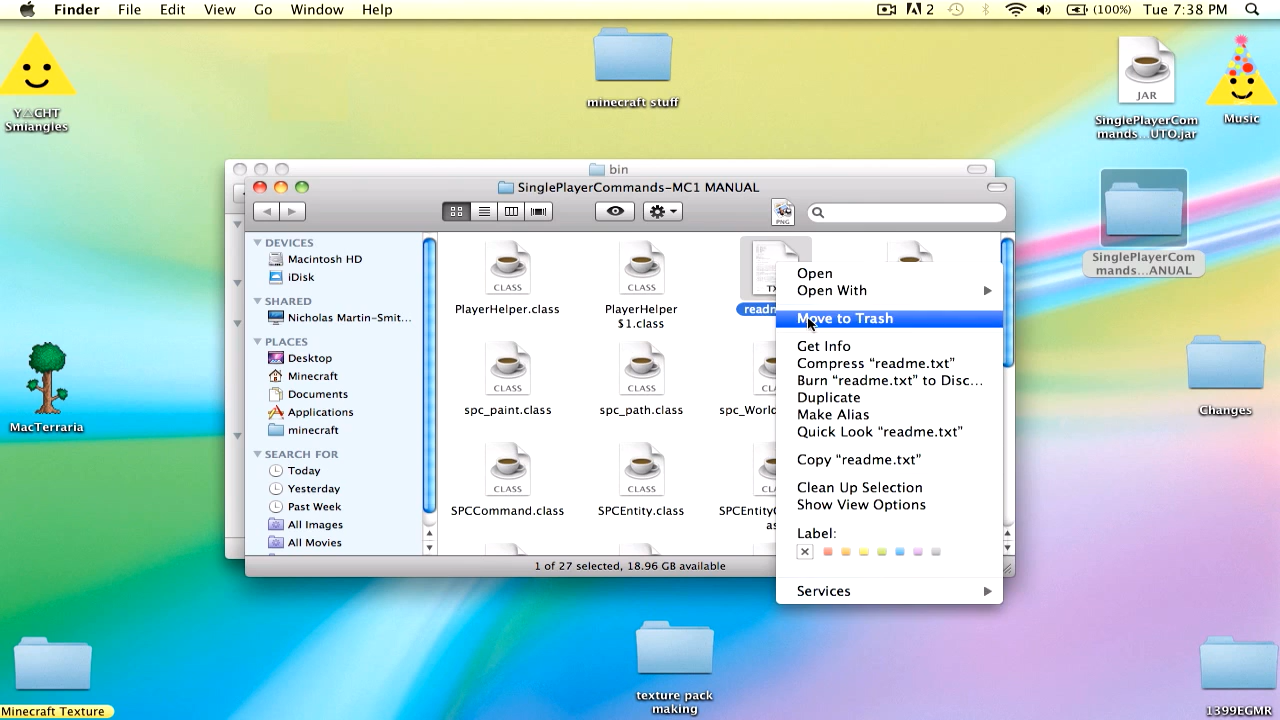 Finder File Edit View Go Window Help
2 (100%) Tue 7:38 PM
Y△CHT
Smiangles
minecraft stuff
JAR
SinglePlayerCom
mands...UTO.jar
Music
bin
SinglePlayerCommands-MC1 MANUAL
PNG
SinglePlayerCom
mands...ANUAL
DEVICES
Macintosh HD
iDisk
SHARED
Nicholas Martin-Smit...
PLACES
Desktop
Minecraft
Documents
Applications
minecraft
SEARCH FOR
Today
Yesterday
Past Week
All Images
All Movies
CLASS
PlayerHelper.class
CLASS
PlayerHelper
$1.class
CLASS
spc_paint.class
CLASS
spc_path.class
CLASS
SPCCommand.class
CLASS
SPCEntity.class
Open
Open With
Move to Trash
Get Info
Compress “readme.txt”
Burn “readme.txt” to Disc...
Duplicate
Make Alias
Quick Look “readme.txt”
Copy “readme.txt”
Clean Up Selection
Show View Options
Label:
Services
1 of 27 selected, 18.96 GB available
MacTerraria
Changes
Minecraft Texture
texture pack
making
1399EGMR